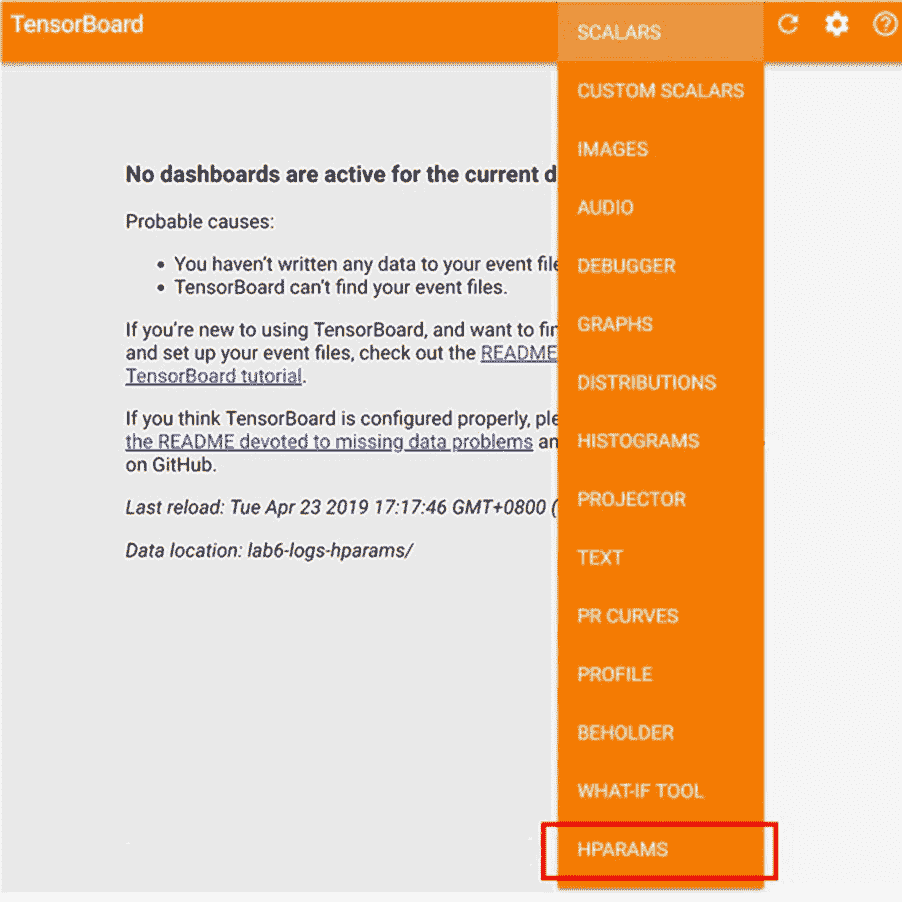 TensorBoard
SCALARS
CUSTOM SCALARS
IMAGES
AUDIO
DEBUGGER
GRAPHS
DISTRIBUTIONS
HISTOGRAMS
PROJECTOR
TEXT
PR CURVES
PROFILE
BEHOLDER
WHAT-IF TOOL
HPARAMS
No dashboards are active for the current d
Probable causes:
• You haven't written any data to your event file
• TensorBoard can't find your event files.
If you're new to using TensorBoard, and want to fin
and set up your event files, check out the README
TensorBoard tutorial.
If you think TensorBoard is configured properly, ple
the README devoted to missing data problems an
on GitHub.
Last reload: Tue Apr 23 2019 17:17:46 GMT+0800 (
Data location: lab6-logs-hparams/